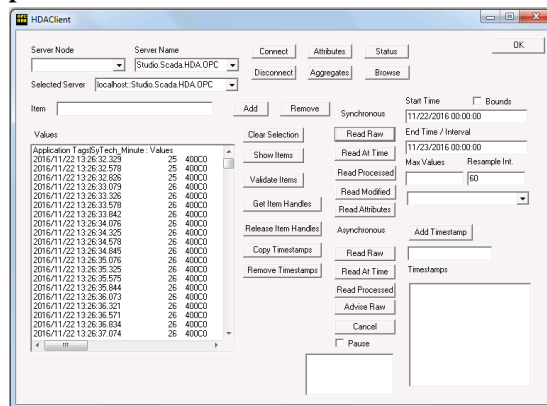 HDAClient
Server Node
Server Name
Connect
Attributes
Status
OK
Studio.Scada.HDA.OPC
Disconnect
Aggregates
Browse
Selected Server
localhost::Studio.Scada.HDA.OPC
Start Time
Bounds
Item
Add
Remove
Synchronous
11/22/2016 00:00:00
Values
Clear Selection
Read Raw
End Time / Interval
11/23/2016 00:00:00
Application Tags|SyTech_Minute : Values
2016/11/22 13:26:32.329 25 400C0
2016/11/22 13:26:32.578 25 400C0
2016/11/22 13:26:32.826 25 400C0
2016/11/22 13:26:33.079 26 400C0
2016/11/22 13:26:33.326 26 400C0
2016/11/22 13:26:33.578 26 400C0
2016/11/22 13:26:33.842 26 400C0
2016/11/22 13:26:34.076 26 400C0
2016/11/22 13:26:34.325 26 400C0
2016/11/22 13:26:34.578 26 400C0
2016/11/22 13:26:34.845 26 400C0
2016/11/22 13:26:35.076 26 400C0
2016/11/22 13:26:35.325 26 400C0
2016/11/22 13:26:35.575 26 400C0
2016/11/22 13:26:35.844 26 400C0
2016/11/22 13:26:36.073 26 400C0
2016/11/22 13:26:36.321 26 400C0
2016/11/22 13:26:36.571 26 400C0
2016/11/22 13:26:36.834 26 400C0
2016/11/22 13:26:37.074 26 400C0
Show Items
Read At Time
Max Values
Resample Int.
Validate Items
Read Processed
60
Get Item Handles
Read Modified
Read Attributes
Release Item Handles
Asynchronous
Add Timestamp
Copy Timestamps
Read Raw
Remove Timestamps
Read At Time
Timestamps
Read Processed
Advise Raw
Cancel
Pause